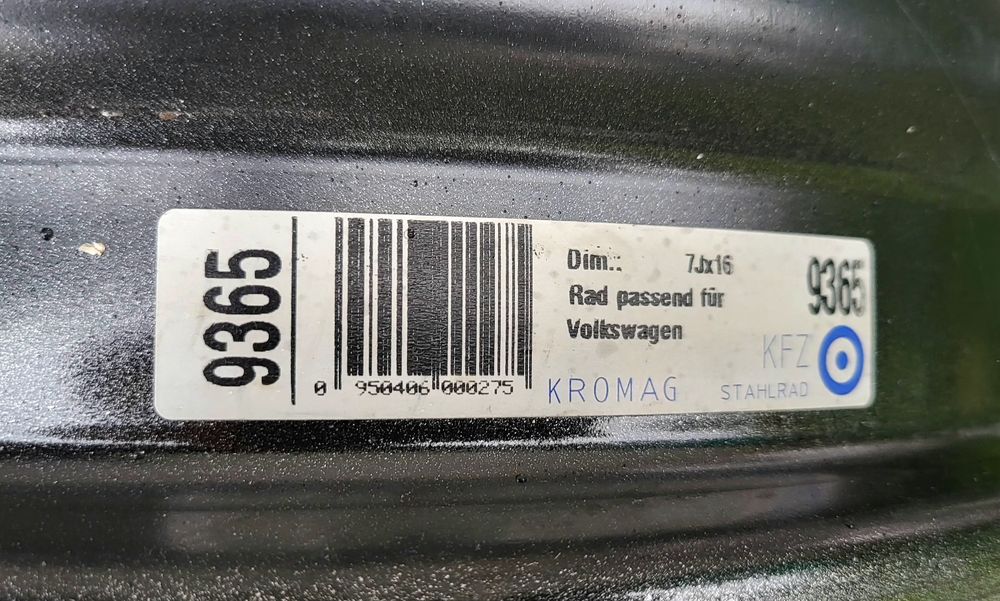 9365
0 950406 000275
Dim.: 7Jx16
Rad passend für
Volkswagen
9365
KROMAG
KFZ
STAHLRAD